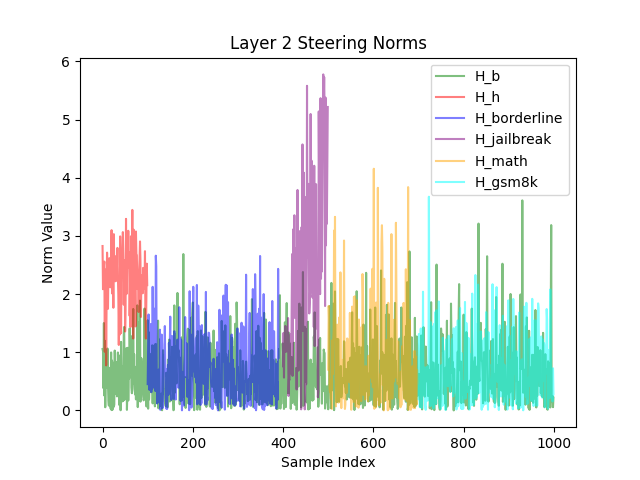 Layer 2 Steering Norms
Norm Value
6
5
4
3
2
1
0
H_b
H_h
H_borderline
H_jailbreak
H_math
H_gsm8k
0
200
400
600
800
1000
Sample Index